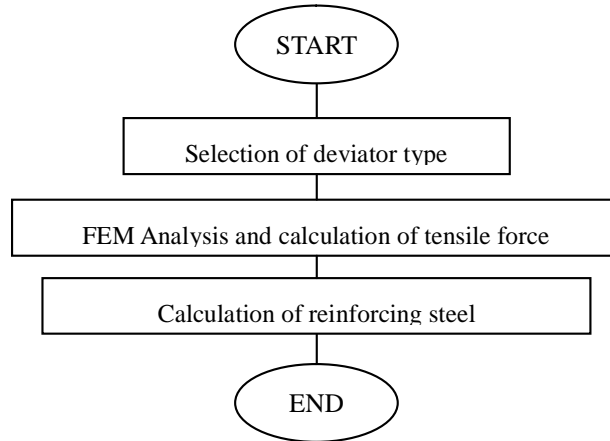 START
Selection of deviator type
FEM Analysis and calculation of tensile force
Calculation of reinforcing steel
END